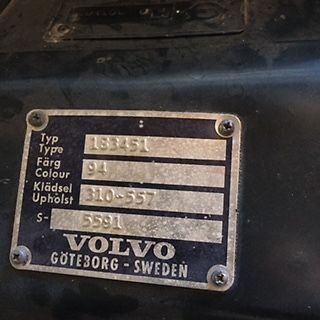 Typ
Type 183451
Färg
Colour 94
Klädsel
Upholst 310-557
S- 5591
VOLVO
GÖTEBORG - SWEDEN